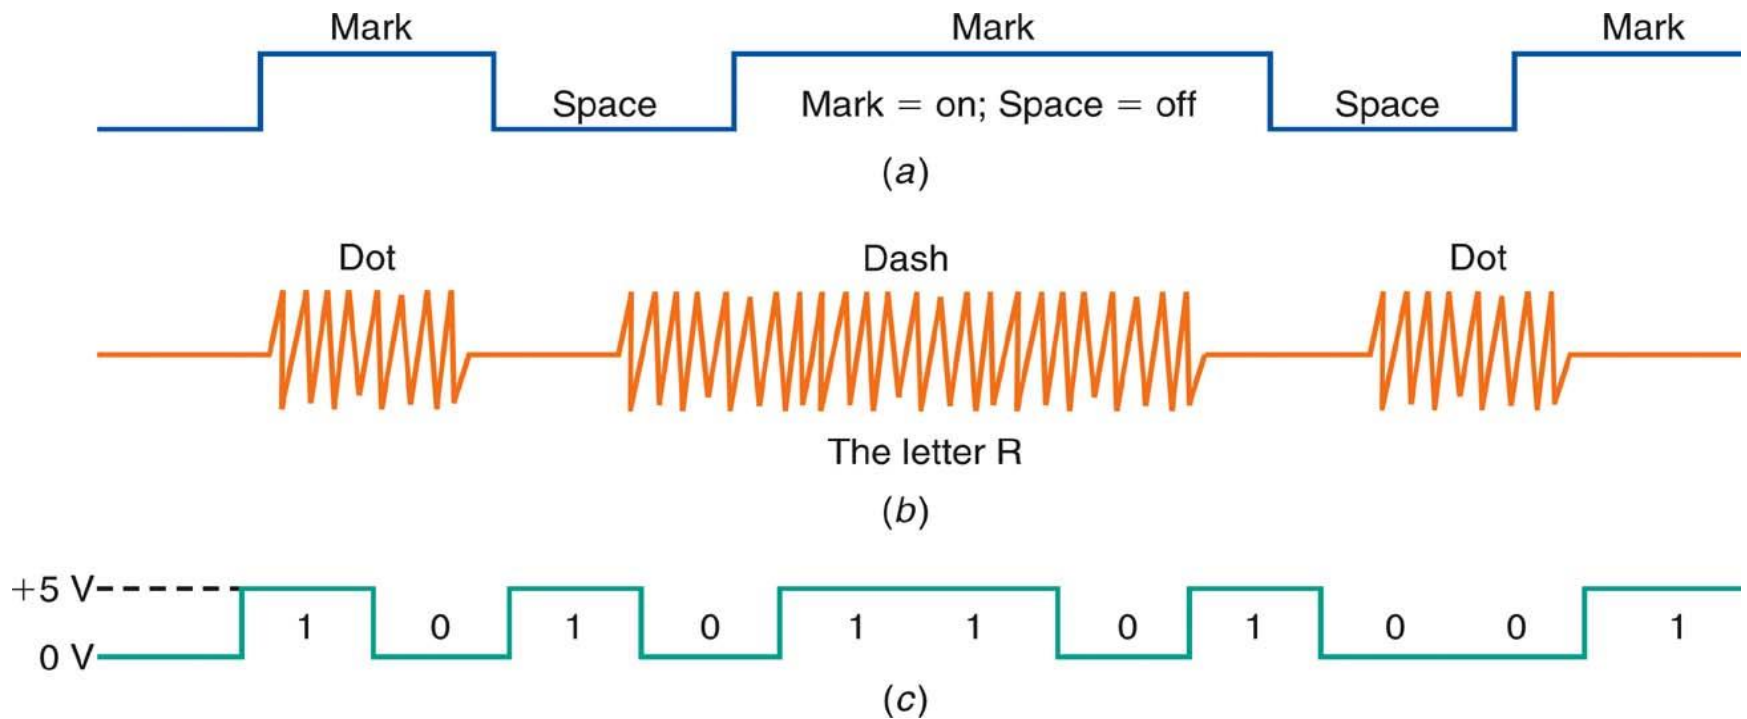 Mark Mark Mark
Space Mark = on; Space = off Space
(a)
Dot Dash Dot
The letter R
(b)
+5 V
1 0 1 0 1 1 0 1 0 0 1
0 V
(c)